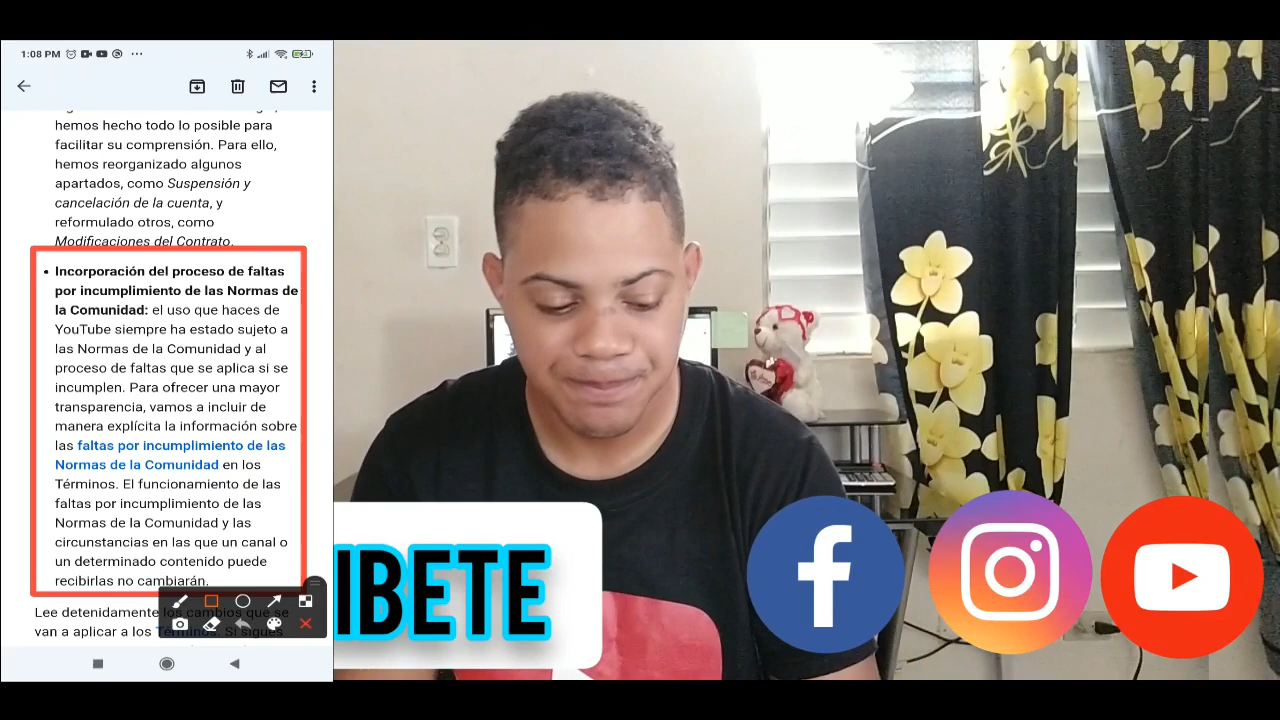 1:08 PM
hemos hecho todo lo posible para
facilitar su comprensión. Para ello,
hemos reorganizado algunos
apartados, como Suspensión y
cancelación de la cuenta, y
reformulado otros, como
Modificaciones del Contrato.
• Incorporación del proceso de faltas
por incumplimiento de las Normas de
la Comunidad: el uso que haces de
YouTube siempre ha estado sujeto a
las Normas de la Comunidad y al
proceso de faltas que se aplica si se
incumplen. Para ofrecer una mayor
transparencia, vamos a incluir de
manera explícita la información sobre
las faltas por incumplimiento de las
Normas de la Comunidad en los
Términos. El funcionamiento de las
faltas por incumplimiento de las
Normas de la Comunidad y las
circunstancias en las que un canal o
un determinado contenido puede
recibirlas no cambiarán.
Lee detenidamente los cambios que se
van a aplicar a los Términos. Si sigues
IBETE
f